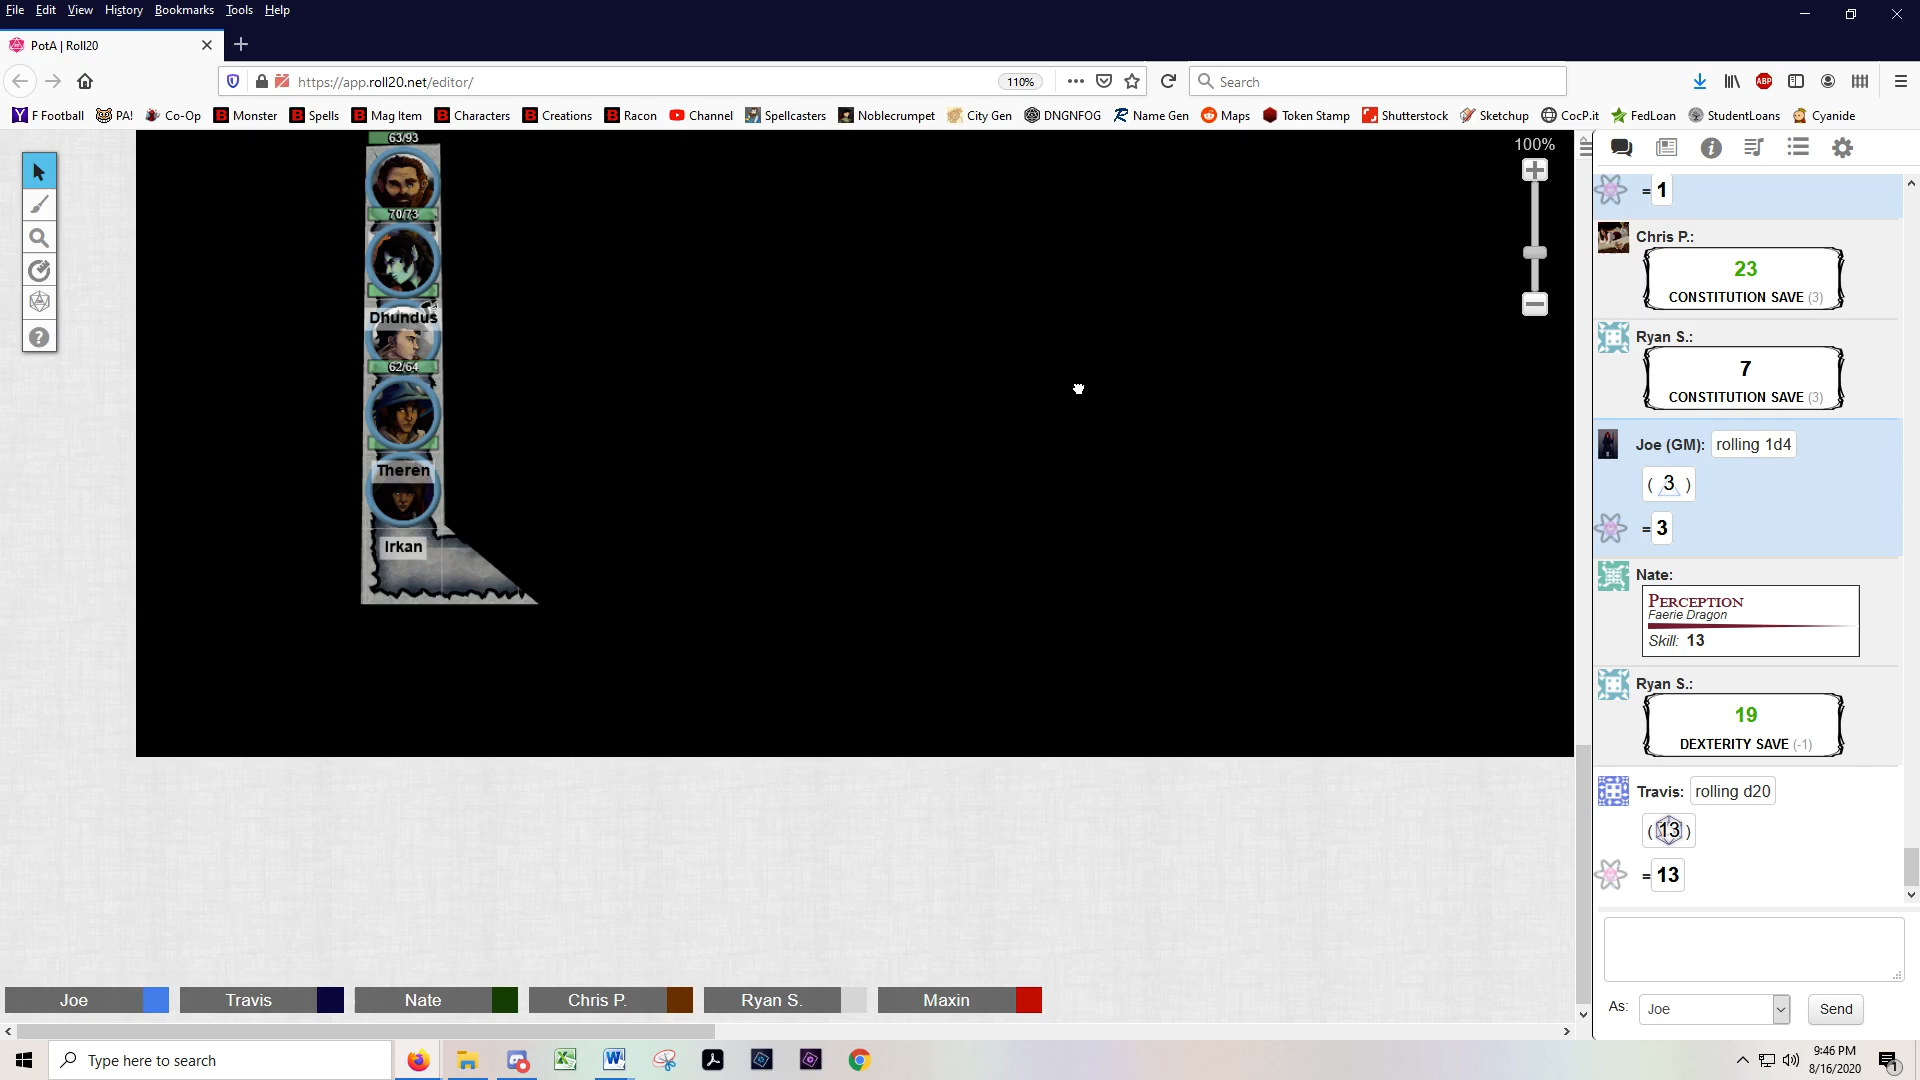 File Edit View History Bookmarks Tools Help
PotA | Roll20
https://app.roll20.net/editor/
110%
Search
F Football PA! Co-Op Monster Spells Mag Item Characters Creations Racon Channel Spellcasters Noblecrumpet City Gen DNGNFOG Name Gen Maps Token Stamp Shutterstock Sketchup CocP.it FedLoan StudentLoans Cyanide
63/93
70/73
Dhundus
62/64
Theren
Irkan
100%
= 1
Chris P.:
23
CONSTITUTION SAVE (3)
Ryan S.:
7
CONSTITUTION SAVE (3)
Joe (GM): rolling 1d4
( 3 )
= 3
Nate:
PERCEPTION
Faerie Dragon
Skill: 13
Ryan S.:
19
DEXTERITY SAVE (-1)
Travis: rolling d20
( 13 )
= 13
As: Joe Send
Joe Travis Nate Chris P. Ryan S. Maxin
Type here to search
9:46 PM
8/16/2020
1